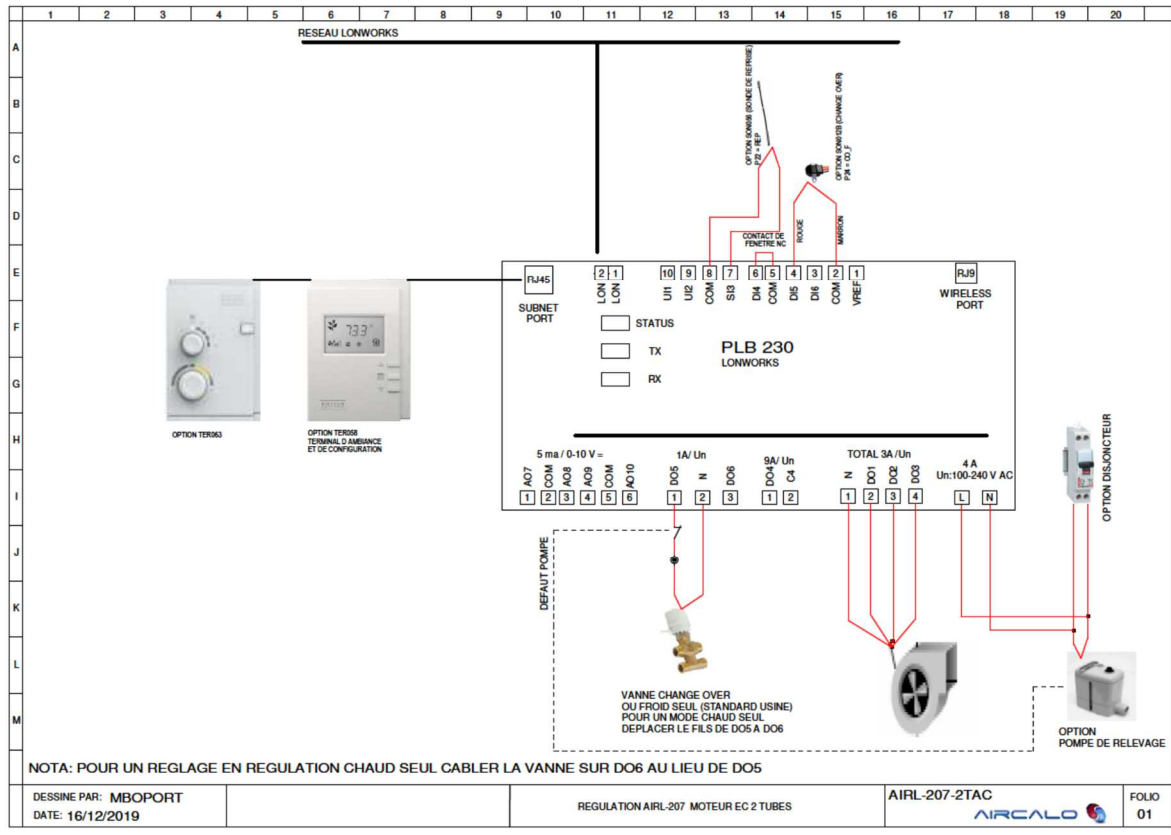 1 2 3 4 5 6 7 8 9 10 11 12 13 14 15 16 17 18 19 20
A
B
C
D
E
F
G
H
I
J
K
L
M
RESEAU LONWORKS
OPTION SON058 (SONDE DE REPRISE)
P22 = REP
OPTION SON012B (CHANGE OVER)
P24 = CO_F
CONTACT DE
FENETRE NC
ROUGE
MARRON
RJ45
SUBNET
PORT
2 1
LON LON
10 9 8 7 6 5 4 3 2 1
UI1 UI2 COM SI3 DI4 COM DI5 DI6 COM VREF
RJ9
WIRELESS
PORT
STATUS
TX
RX
PLB 230
LONWORKS
OPTION TER063
OPTION TER058
TERMINAL D AMBIANCE
ET DE CONFIGURATION
5 ma / 0-10 V =
AO7 COM AO8 AO9 COM AO10
1 2 3 4 5 6
1A/ Un
DO5 N DO6
1 2 3
9A/ Un
DO4 C4
1 2
TOTAL 3A /Un
N DO1 DO2 DO3
1 2 3 4
4 A
Un:100-240 V AC
L N
OPTION DISJONCTEUR
DEFAUT POMPE
VANNE CHANGE OVER
OU FROID SEUL (STANDARD USINE)
POUR UN MODE CHAUD SEUL
DEPLACER LE FILS DE DO5 A DO6
OPTION
POMPE DE RELEVAGE
NOTA: POUR UN REGLAGE EN REGULATION CHAUD SEUL CABLER LA VANNE SUR DO6 AU LIEU DE DO5
DESSINE PAR: MBOPORT
DATE: 16/12/2019
REGULATION AIRL-207 MOTEUR EC 2 TUBES
AIRL-207-2TAC
AIRCALO
FOLIO
01